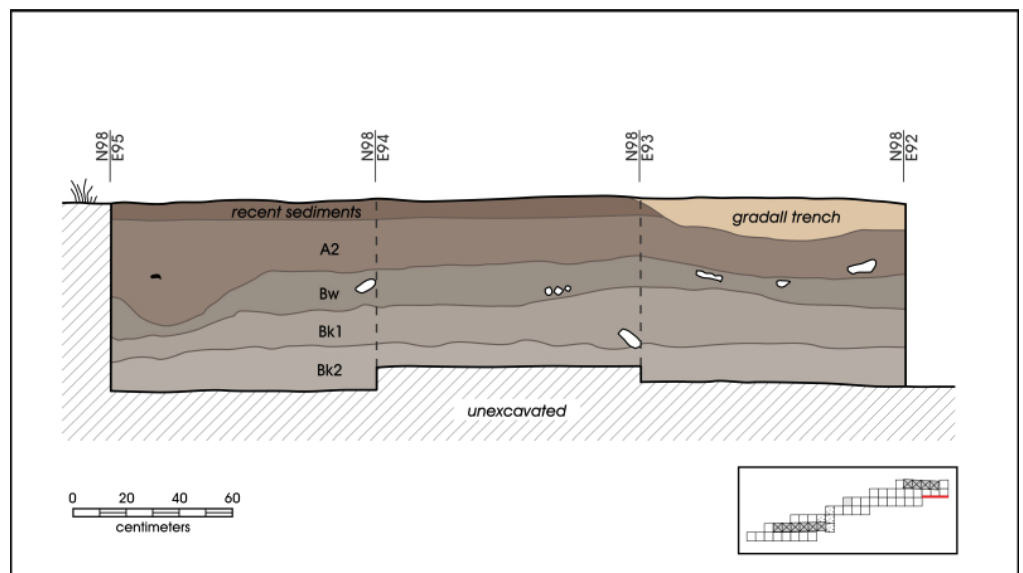 N98
E95
N98
E94
N98
E93
N98
E92
recent sediments
gradall trench
A2
Bw
Bk1
Bk2
unexcavated
0 20 40 60
centimeters